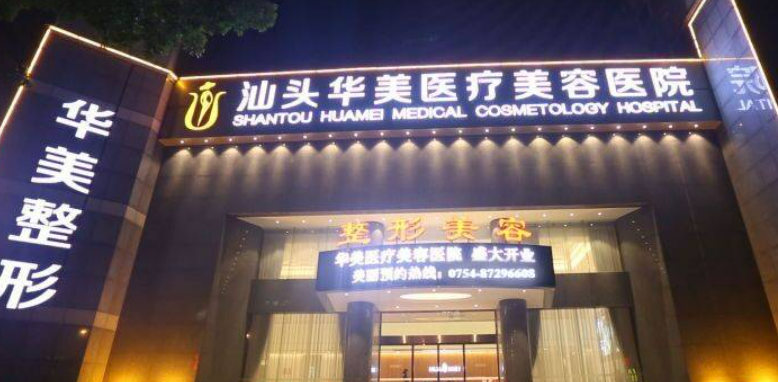 汕头华美医疗美容医院
SHANTOU HUAMEI MEDICAL COSMETOLOGY HOSPITAL
华美整形
整形美容
华美医疗美容医院 盛大开业
美丽预约热线：0754-87296608
院
TAL